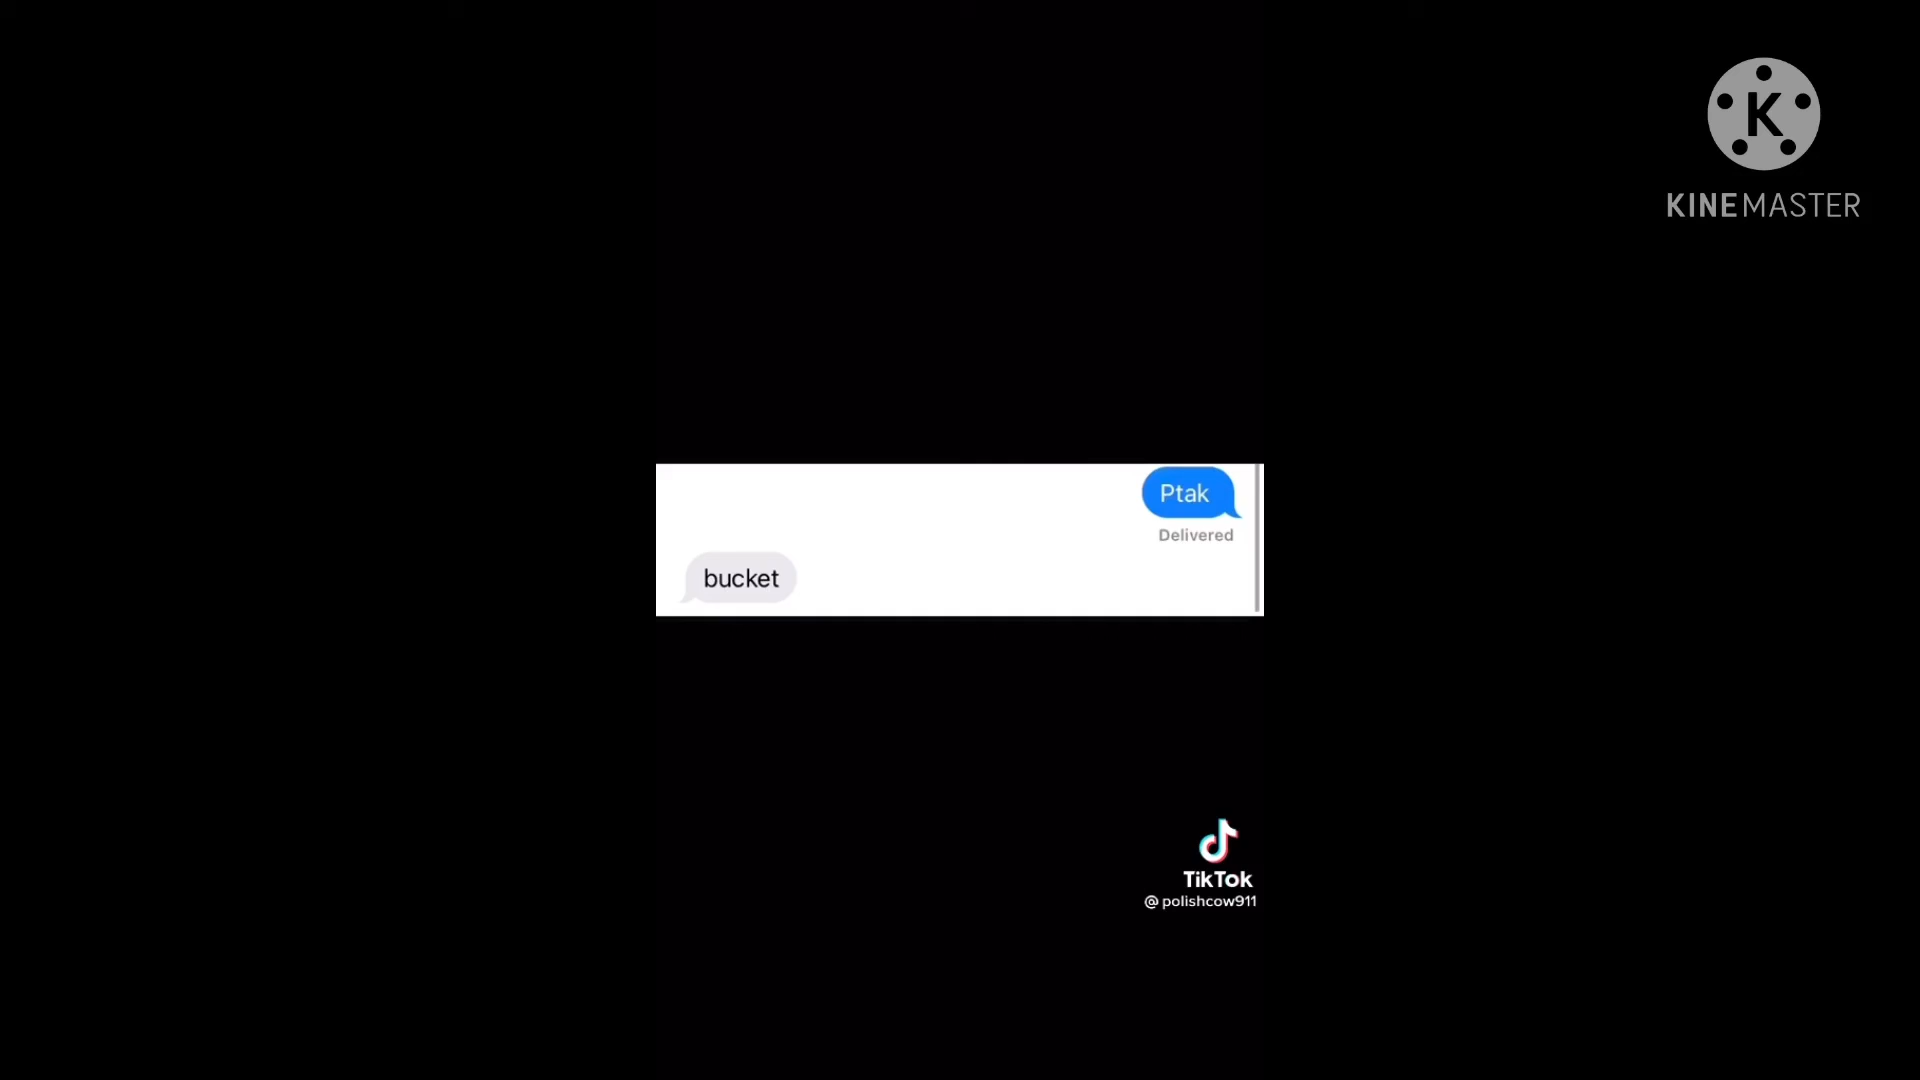 K
KINEMASTER
Ptak
Delivered
bucket
TikTok
@polishcow911